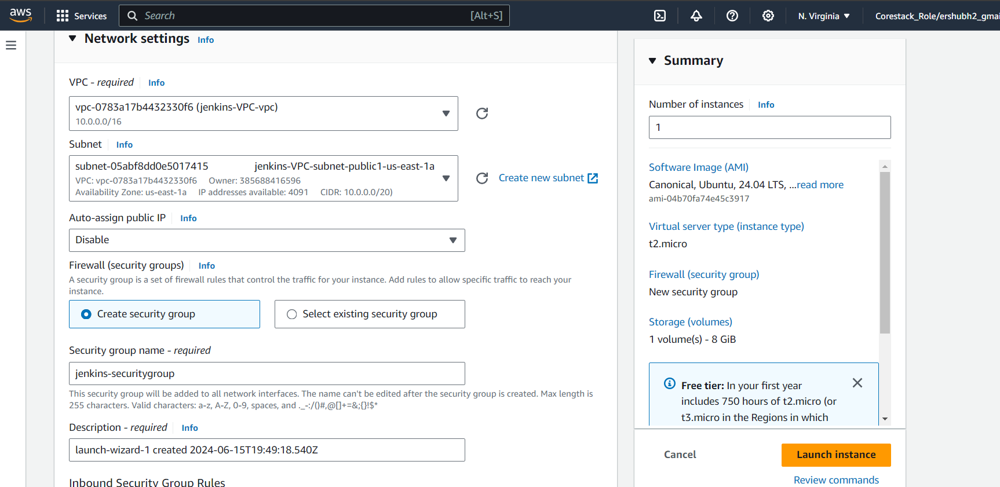 aws
Services
Search
[Alt+S]
N. Virginia
Corestack_Role/ershubh2_gmai
Network settings Info
VPC - required Info
vpc-0783a17b4432330f6 (jenkins-VPC-vpc)
10.0.0.0/16
Subnet Info
subnet-05abf8dd0e5017415 jenkins-VPC-subnet-public1-us-east-1a
VPC: vpc-0783a17b4432330f6 Owner: 385688416596
Availability Zone: us-east-1a IP addresses available: 4091 CIDR: 10.0.0.0/20)
Create new subnet
Auto-assign public IP Info
Disable
Firewall (security groups) Info
A security group is a set of firewall rules that control the traffic for your instance. Add rules to allow specific traffic to reach your
instance.
Create security group
Select existing security group
Security group name - required
jenkins-securitygroup
This security group will be added to all network interfaces. The name can't be edited after the security group is created. Max length is
255 characters. Valid characters: a-z, A-Z, 0-9, spaces, and ._-:/()#,@[]+=&;{}!$*
Description - required Info
launch-wizard-1 created 2024-06-15T19:49:18.540Z
Inbound Security Group Rules
Summary
Number of instances Info
1
Software Image (AMI)
Canonical, Ubuntu, 24.04 LTS, ...read more
ami-04b70fa74e45c3917
Virtual server type (instance type)
t2.micro
Firewall (security group)
New security group
Storage (volumes)
1 volume(s) - 8 GiB
Free tier: In your first year
includes 750 hours of t2.micro (or
t3.micro in the Regions in which
Cancel
Launch instance
Review commands